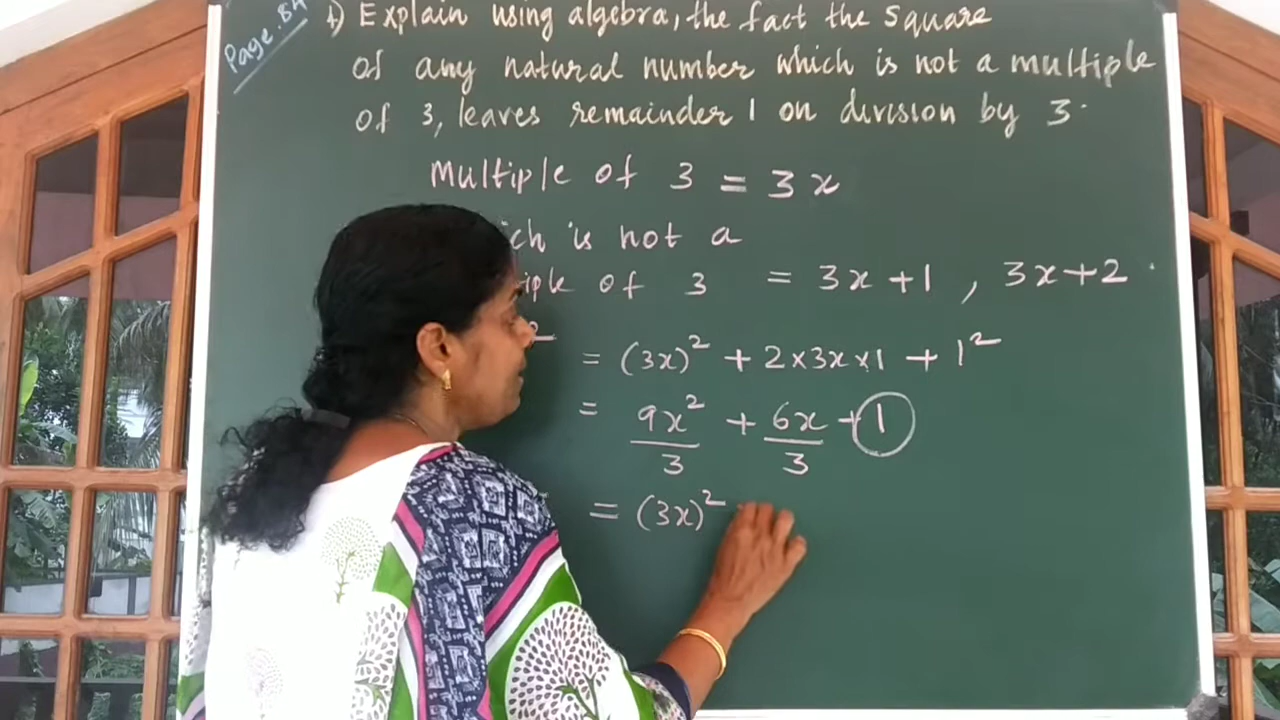 Page.84
1) Explain using algebra, the fact the square
of any natural number which is not a multiple
of 3, leaves remainder 1 on division by 3.
Multiple of 3 = 3x
is not a
of 3 = 3x+1, 3x+2.
= (3x)² + 2×3x×1 + 1²
= 9x²/3 + 6x/3 + 1
= (3x)²